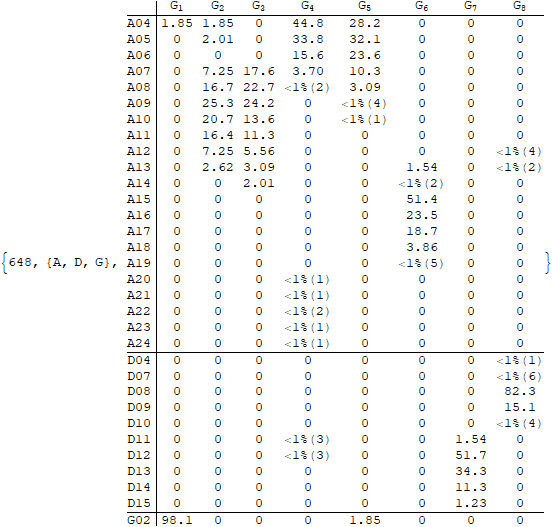 G₁ G₂ G₃ G₄ G₅ G₆ G₇ G₈
A04 1.85 1.85 0 44.8 28.2 0 0 0
A05 0 2.01 0 33.8 32.1 0 0 0
A06 0 0 0 15.6 23.6 0 0 0
A07 0 7.25 17.6 3.70 10.3 0 0 0
A08 0 16.7 22.7 <1%(2) 3.09 0 0 0
A09 0 25.3 24.2 0 <1%(4) 0 0 0
A10 0 20.7 13.6 0 <1%(1) 0 0 0
A11 0 16.4 11.3 0 0 0 0 0
A12 0 7.25 5.56 0 0 0 0 <1%(4)
A13 0 2.62 3.09 0 0 1.54 0 <1%(2)
A14 0 0 2.01 0 0 <1%(2) 0 0
A15 0 0 0 0 0 51.4 0 0
A16 0 0 0 0 0 23.5 0 0
A17 0 0 0 0 0 18.7 0 0
A18 0 0 0 0 0 3.86 0 0
{648, {A, D, G}, A19 0 0 0 0 0 <1%(5) 0 0 }
A20 0 0 0 <1%(1) 0 0 0 0
A21 0 0 0 <1%(1) 0 0 0 0
A22 0 0 0 <1%(2) 0 0 0 0
A23 0 0 0 <1%(1) 0 0 0 0
A24 0 0 0 <1%(1) 0 0 0 0
D04 0 0 0 0 0 0 0 <1%(1)
D07 0 0 0 0 0 0 0 <1%(6)
D08 0 0 0 0 0 0 0 82.3
D09 0 0 0 0 0 0 0 15.1
D10 0 0 0 0 0 0 0 <1%(4)
D11 0 0 0 <1%(3) 0 0 1.54 0
D12 0 0 0 <1%(3) 0 0 51.7 0
D13 0 0 0 0 0 0 34.3 0
D14 0 0 0 0 0 0 11.3 0
D15 0 0 0 0 0 0 1.23 0
G02 98.1 0 0 0 1.85 0 0 0